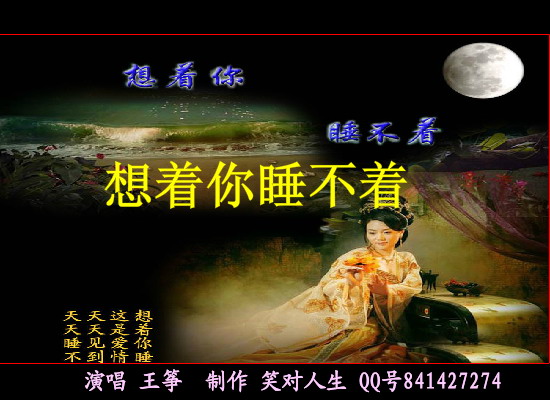 想着你
睡不着
想着你睡不着
想着你睡
这是爱情
天天见到
天天睡不
演唱 王筝 制作 笑对人生 QQ号841427274